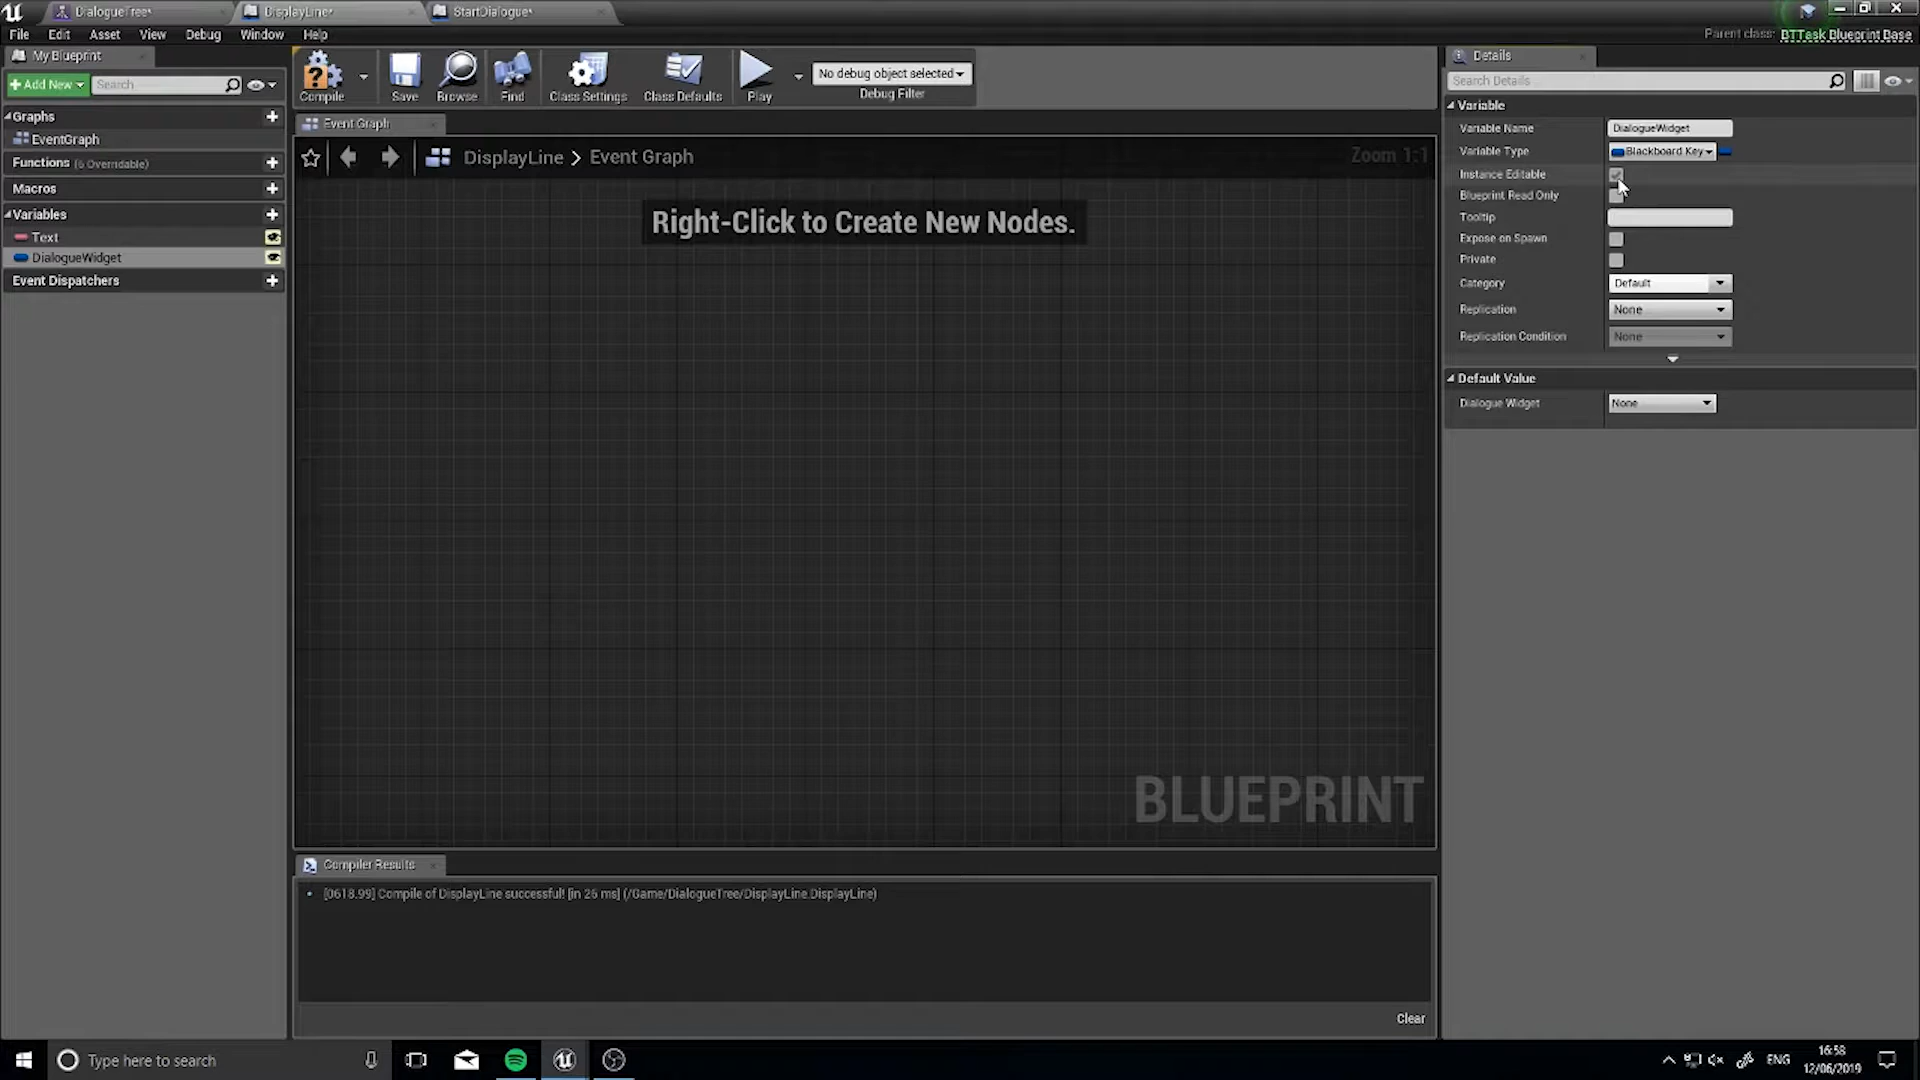 DialogueTree*
DisplayLine*
StartDialogue*
File Edit Asset View Debug Window Help
Parent class: BTTask Blueprint Base
My Blueprint
Add New
Search
Graphs
EventGraph
Functions (6 Overridable)
Macros
Variables
Text
DialogueWidget
Event Dispatchers
Compile
Save
Browse
Find
Class Settings
Class Defaults
Play
No debug object selected
Debug Filter
Event Graph
DisplayLine > Event Graph
Zoom 1:1
Right-Click to Create New Nodes.
BLUEPRINT
Compiler Results
[0618.99] Compile of DisplayLine successful! [in 26 ms] (/Game/DialogueTree/DisplayLine.DisplayLine)
Clear
Details
Search Details
Variable
Variable Name DialogueWidget
Variable Type Blackboard Key
Instance Editable
Blueprint Read Only
Tooltip
Expose on Spawn
Private
Category Default
Replication None
Replication Condition None
Default Value
Dialogue Widget None
Type here to search
ENG
16:58
12/06/2019